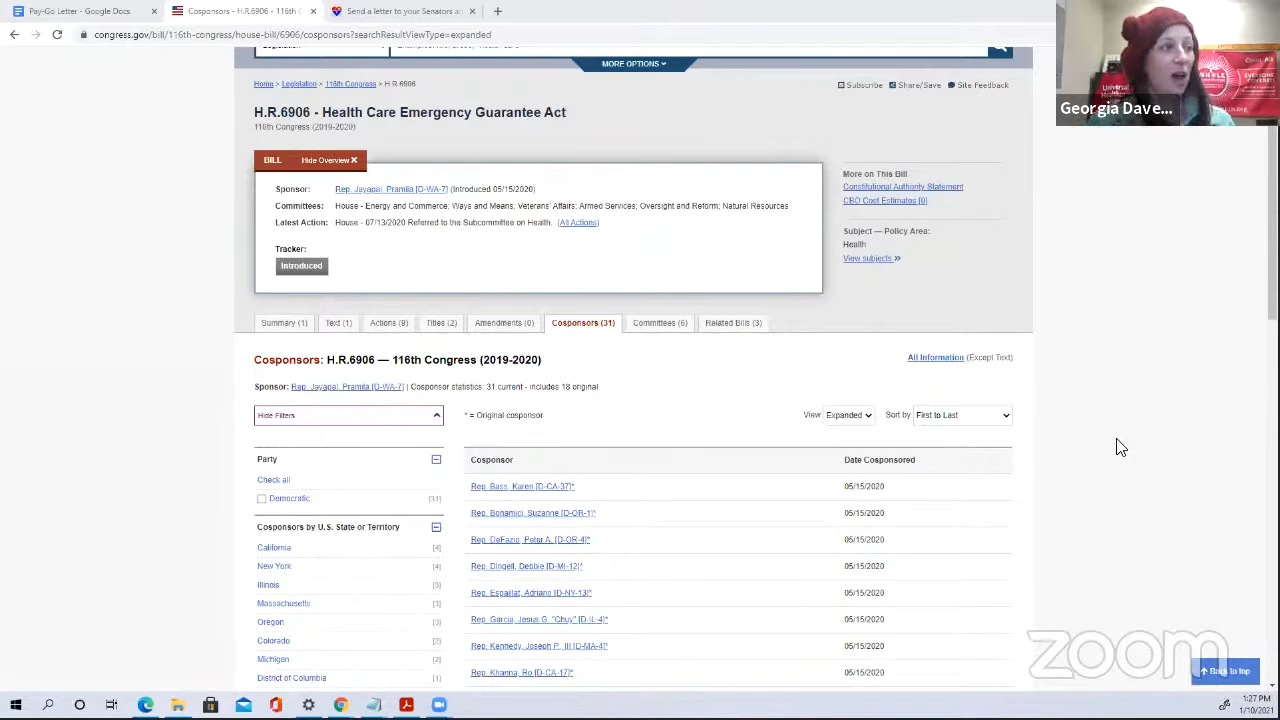 Pay-Go Letter - Google Docs
Cosponsors - H.R.6906 - 116th C
Send a letter to your Senators an
congress.gov/bill/116th-congress/house-bill/6906/cosponsors?searchResultViewType=expanded
MORE OPTIONS
Home > Legislation > 116th Congress > H.R.6906
Subscribe Share/Save Site Feedback
H.R.6906 - Health Care Emergency Guarantee Act
116th Congress (2019-2020)
BILL Hide Overview
Sponsor: Rep. Jayapal, Pramila [D-WA-7] (Introduced 05/15/2020)
Committees: House - Energy and Commerce; Ways and Means; Veterans' Affairs; Armed Services; Oversight and Reform; Natural Resources
Latest Action: House - 07/13/2020 Referred to the Subcommittee on Health. (All Actions)
Tracker:
Introduced
More on This Bill
Constitutional Authority Statement
CBO Cost Estimates [0]
Subject — Policy Area:
Health
View subjects »
Summary (1) Text (1) Actions (9) Titles (2) Amendments (0) Cosponsors (31) Committees (6) Related Bills (3)
Cosponsors: H.R.6906 — 116th Congress (2019-2020)
All Information (Except Text)
Sponsor: Rep. Jayapal, Pramila [D-WA-7] | Cosponsor statistics: 31 current - includes 18 original
Hide Filters
* = Original cosponsor
View Expanded Sort by First to Last
Party
Check all
Democratic [31]
Cosponsors by U.S. State or Territory
California [4]
New York [4]
Illinois [3]
Massachusetts [3]
Oregon [3]
Colorado [2]
Michigan [2]
District of Columbia [1]
Cosponsor Date Cosponsored
Rep. Bass, Karen [D-CA-37]* 05/15/2020
Rep. Bonamici, Suzanne [D-OR-1]* 05/15/2020
Rep. DeFazio, Peter A. [D-OR-4]* 05/15/2020
Rep. Dingell, Debbie [D-MI-12]* 05/15/2020
Rep. Espaillat, Adriano [D-NY-13]* 05/15/2020
Rep. Garcia, Jesus G. "Chuy" [D-IL-4]* 05/15/2020
Rep. Kennedy, Joseph P., III [D-MA-4]* 05/15/2020
Rep. Khanna, Ro [D-CA-17]* 05/15/2020
Back to top
zoom
Georgia Dave...
EVERYONE
1:27 PM
1/10/2021